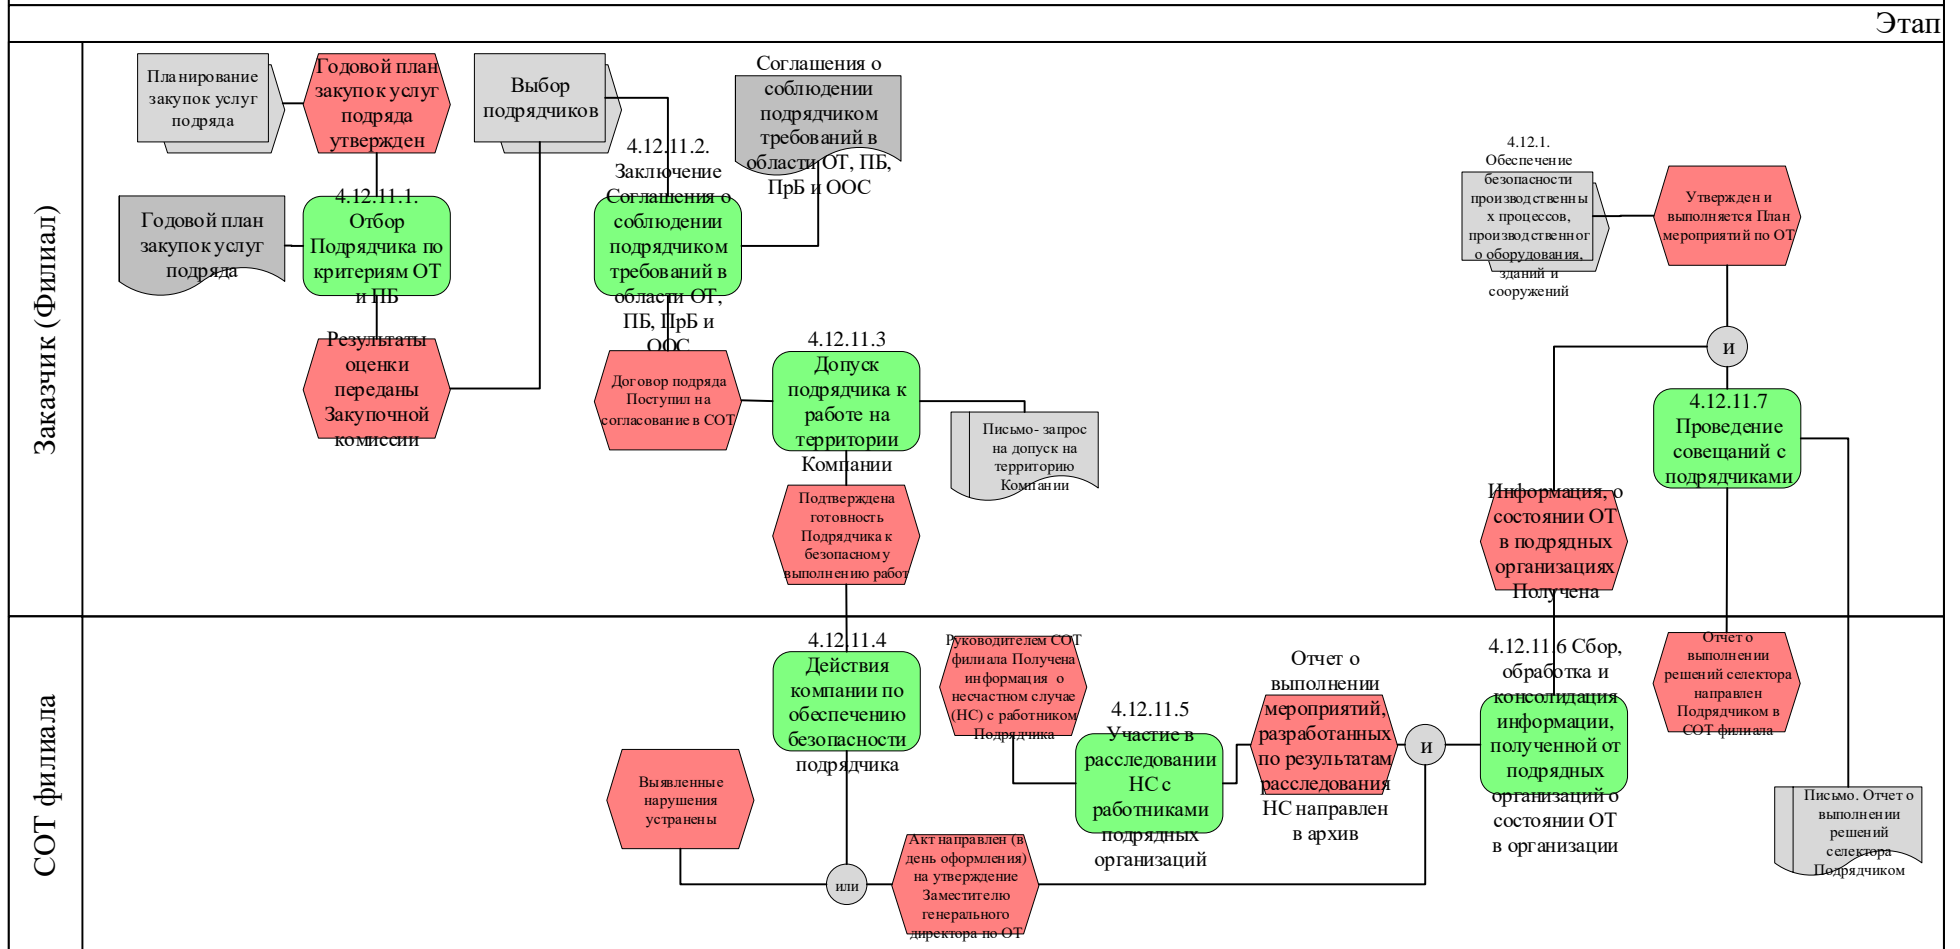 Этап
Заказчик (Филиал)
Планирование
закупок услуг
подряда
Годовой план
закупок услуг
подряда
утвержден
Выбор
подрядчиков
Соглашения о
соблюдении
подрядчиком
требований в
области ОТ, ПБ,
ПрБ и ООС
Годовой план
закупок услуг
подряда
4.12.11.1.
Отбор
Подрядчика по
критериям ОТ
и ПБ
4.12.11.2.
Заключение
Соглашения о
соблюдении
подрядчиком
требований в
области ОТ,
ПБ, ПрБ и
ООС
4.12.1.
Обеспечение
безопасности
производственны
х процессов,
производственног
о оборудования,
зданий и
сооружений
Утвержден и
выполняется План
мероприятий по ОТ
и
Результаты
оценки
переданы
Закупочной
комиссии
Договор подряда
Поступил на
согласование в СОТ
4.12.11.3
Допуск
подрядчика к
работе на
территории
Компании
Письмо- запрос
на допуск на
территорию
Компании
4.12.11.7
Проведение
совещаний с
подрядчиками
Подтверждена
готовность
Подрядчика к
безопасному
выполнению работ
Информация, о
состоянии ОТ
в подрядных
организациях
Получена
СОТ филиала
4.12.11.4
Действия
компании по
обеспечению
безопасности
подрядчика
Руководителем СОТ
филиала Получена
информация о
несчастном случае
(НС) с работником
Подрядчика
4.12.11.5
Участие в
расследовании
НС с
работниками
подрядных
организаций
Отчет о
выполнении
мероприятий,
разработанных
по результатам
расследования
НС направлен
в архив
и
4.12.11.6 Сбор,
обработка и
консолидация
информации,
полученной от
подрядных
организаций о
состоянии ОТ
в организации
Отчет о
выполнении
решений селектора
направлен
Подрядчиком в
СОТ филиала
Выявленные
нарушения
устранены
или
Акт направлен (в
день оформления)
на утверждение
Заместителю
генерального
директора по ОТ
Письмо. Отчет о
выполнении
решений
селектора
Подрядчиком